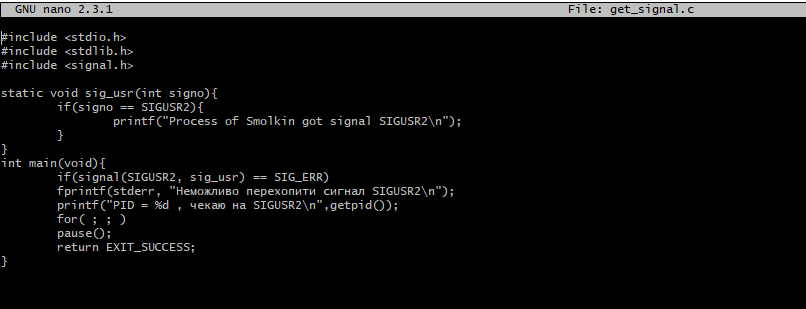 GNU nano 2.3.1 File: get_signal.c
#include <stdio.h>
#include <stdlib.h>
#include <signal.h>
static void sig_usr(int signo){
if(signo == SIGUSR2){
printf("Process of Smolkin got signal SIGUSR2\n");
}
}
int main(void){
if(signal(SIGUSR2, sig_usr) == SIG_ERR)
fprintf(stderr, "Неможливо перехопити сигнал SIGUSR2\n");
printf("PID = %d , чекаю на SIGUSR2\n",getpid());
for( ; ; )
pause();
return EXIT_SUCCESS;
}